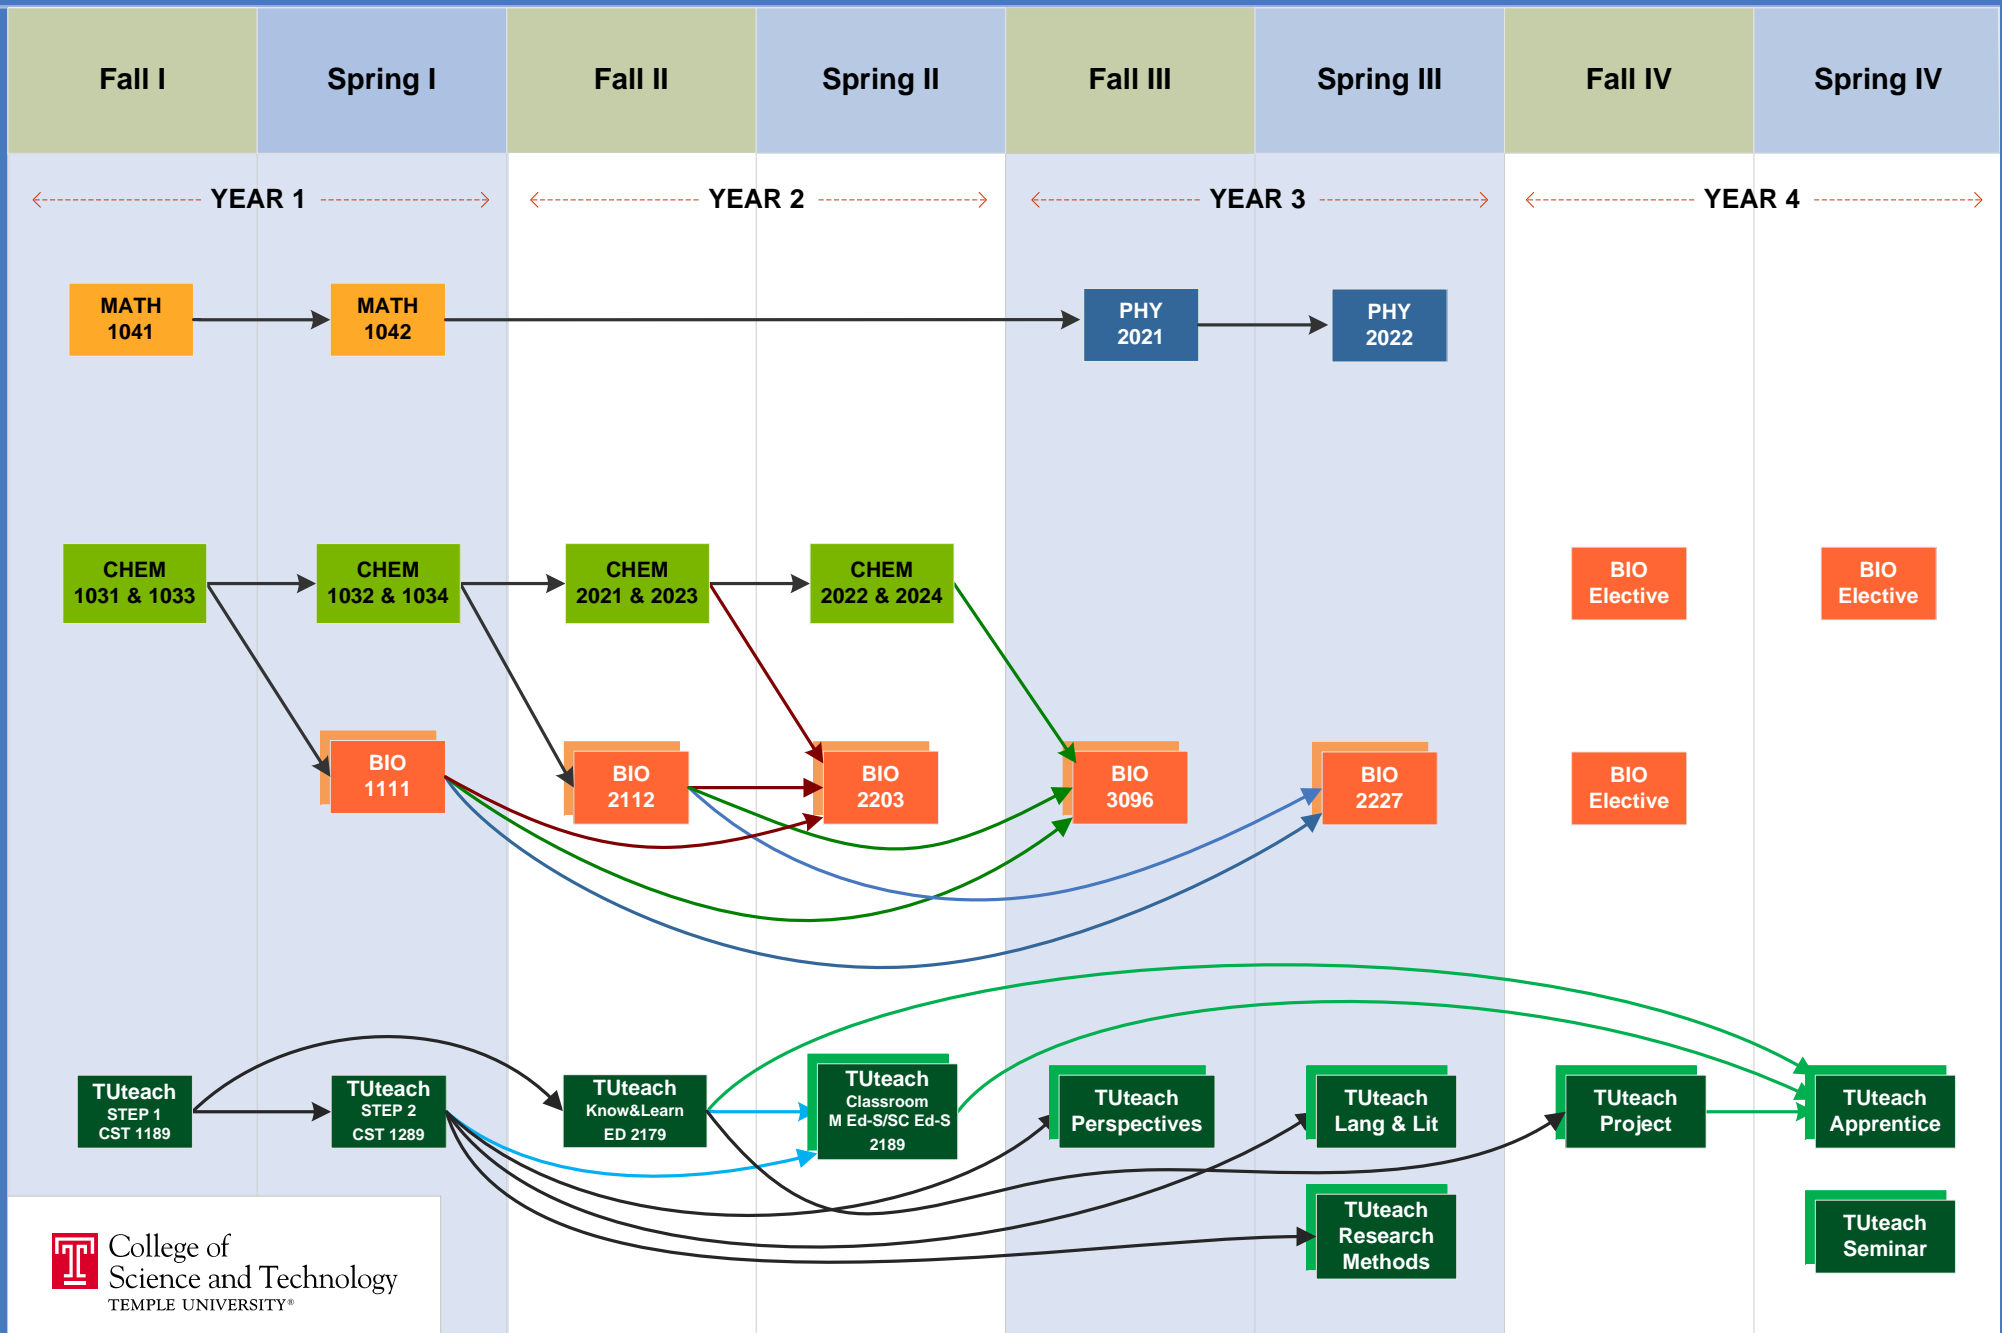 Fall I
Spring I
Fall II
Spring II
Fall III
Spring III
Fall IV
Spring IV
YEAR 1
YEAR 2
YEAR 3
YEAR 4
MATH
1041
MATH
1042
PHY
2021
PHY
2022
CHEM
1031 & 1033
CHEM
1032 & 1034
CHEM
2021 & 2023
CHEM
2022 & 2024
BIO
Elective
BIO
Elective
BIO
1111
BIO
2112
BIO
2203
BIO
3096
BIO
2227
BIO
Elective
TUteach
STEP 1
CST 1189
TUteach
STEP 2
CST 1289
TUteach
Know&Learn
ED 2179
TUteach
Classroom
M Ed-S/SC Ed-S
2189
TUteach
Perspectives
TUteach
Lang & Lit
TUteach
Project
TUteach
Apprentice
TUteach
Research
Methods
TUteach
Seminar
College of
Science and Technology
TEMPLE UNIVERSITY®